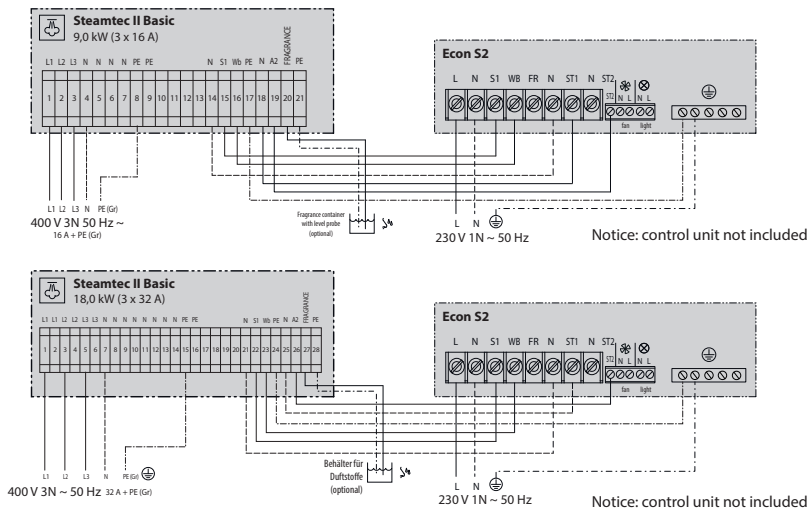 Steamtec II Basic
9,0 kW (3 x 16 A)
L1 L2 L3 N N N N PE PE N S1 Wb PE N A2 FRAGRANCE PE
1 2 3 4 5 6 7 8 9 10 11 12 13 14 15 16 17 18 19 20 21
L1 L2 L3 N PE (Gr)
400 V 3N 50 Hz ~
16 A + PE (Gr)
Fragrance container
with level probe
(optional)
Econ S2
L N S1 WB FR N ST1 N ST2
ST2 N L N L
fan light
L N
230 V 1N ~ 50 Hz
Notice: control unit not included
Steamtec II Basic
18,0 kW (3 x 32 A)
L1 L1 L2 L2 L3 L3 N N N N N N N PE PE N S1 Wb PE N A2 FRAGRANCE PE
1 2 3 4 5 6 7 8 9 10 11 12 13 14 15 16 17 18 19 20 21 22 23 24 25 26 27 28
L1 L2 L3 N PE (Gr)
400 V 3N ~ 50 Hz 32 A + PE (Gr)
Behälter für
Duftstoffe
(optional)
Econ S2
L N S1 WB FR N ST1 N ST2
ST2 N L N L
fan light
L N
230 V 1N ~ 50 Hz
Notice: control unit not included